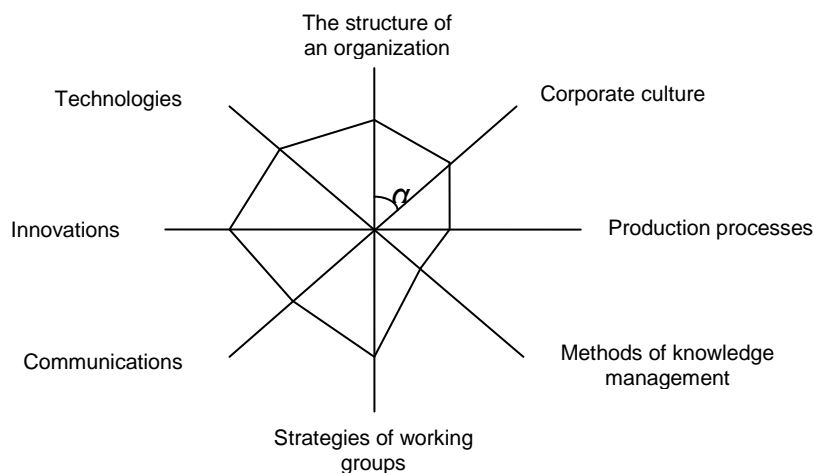 The structure of
an organization
Technologies
Corporate culture
α
Innovations
Production processes
Communications
Methods of knowledge
management
Strategies of working
groups